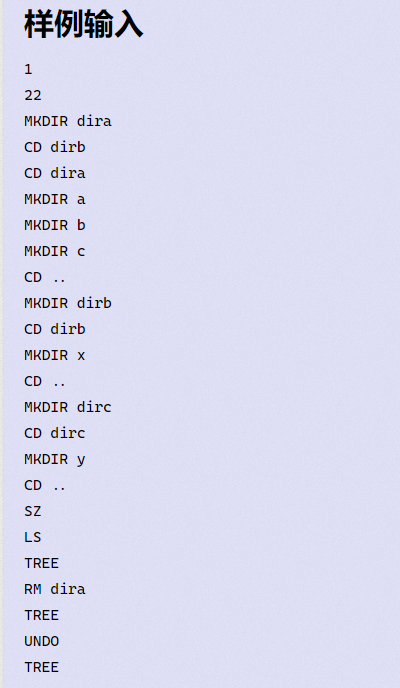 样例输入
1
22
MKDIR dira
CD dirb
CD dira
MKDIR a
MKDIR b
MKDIR c
CD ..
MKDIR dirb
CD dirb
MKDIR x
CD ..
MKDIR dirc
CD dirc
MKDIR y
CD ..
SZ
LS
TREE
RM dira
TREE
UNDO
TREE